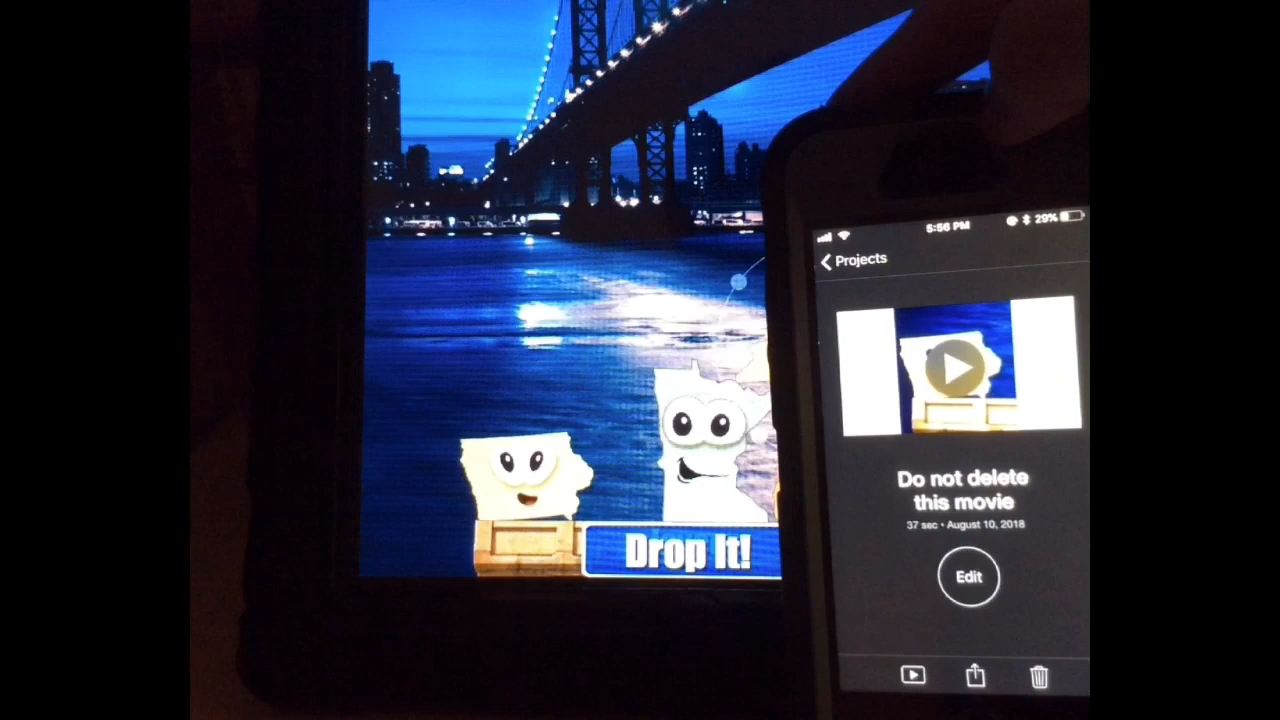 Drop It!
5:56 PM
29%
Projects
Do not delete
this movie
37 sec • August 10, 2018
Edit